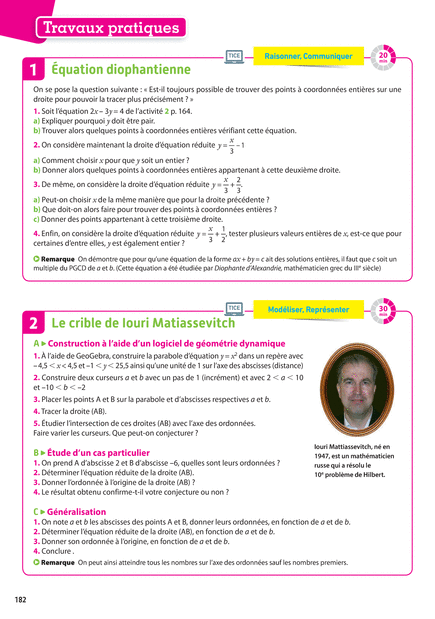 Travaux pratiques
TICE
Raisonner, Communiquer
20
min
1 Équation diophantienne
On se pose la question suivante : « Est-il toujours possible de trouver des points à coordonnées entières sur une
droite pour pouvoir la tracer plus précisément ? »
1. Soit l'équation 2x – 3y = 4 de l'activité 2 p. 164.
a) Expliquer pourquoi y doit être pair.
b) Trouver alors quelques points à coordonnées entières vérifiant cette équation.
2. On considère maintenant la droite d'équation réduite y = x/3 – 1
a) Comment choisir x pour que y soit un entier ?
b) Donner alors quelques points à coordonnées entières appartenant à cette deuxième droite.
3. De même, on considère la droite d'équation réduite y = x/3 + 2/3.
a) Peut-on choisir x de la même manière que pour la droite précédente ?
b) Que doit-on alors faire pour trouver des points à coordonnées entières ?
c) Donner des points appartenant à cette troisième droite.
4. Enfin, on considère la droite d'équation réduite y = x/3 + 1/2, tester plusieurs valeurs entières de x, est-ce que pour
certaines d'entre elles, y est également entier ?
Remarque On démontre que pour qu'une équation de la forme ax + by = c ait des solutions entières, il faut que c soit un
multiple du PGCD de a et b. (Cette équation a été étudiée par Diophante d'Alexandrie, mathématicien grec du IIIe siècle)
TICE
Modéliser, Représenter
30
min
2 Le crible de Iouri Matiassevitch
A Construction à l'aide d'un logiciel de géométrie dynamique
1. À l'aide de GeoGebra, construire la parabole d'équation y = x² dans un repère avec
– 4,5 < x < 4,5 et –1 < y < 25,5 ainsi qu'une unité de 1 sur l'axe des abscisses (distance)
2. Construire deux curseurs a et b avec un pas de 1 (incrément) et avec 2 < a < 10
et –10 < b < –2
3. Placer les points A et B sur la parabole et d'abscisses respectives a et b.
4. Tracer la droite (AB).
5. Étudier l'intersection de ces droites (AB) avec l'axe des ordonnées.
Faire varier les curseurs. Que peut-on conjecturer ?
Iouri Mattiassevitch, né en
1947, est un mathématicien
russe qui a résolu le
10e problème de Hilbert.
B Étude d'un cas particulier
1. On prend A d'abscisse 2 et B d'abscisse –6, quelles sont leurs ordonnées ?
2. Déterminer l'équation réduite de la droite (AB).
3. Donner l'ordonnée à l'origine de la droite (AB) ?
4. Le résultat obtenu confirme-t-il votre conjecture ou non ?
C Généralisation
1. On note a et b les abscisses des points A et B, donner leurs ordonnées, en fonction de a et de b.
2. Déterminer l'équation réduite de la droite (AB), en fonction de a et de b.
3. Donner son ordonnée à l'origine, en fonction de a et de b.
4. Conclure .
Remarque On peut ainsi atteindre tous les nombres sur l'axe des ordonnées sauf les nombres premiers.
182